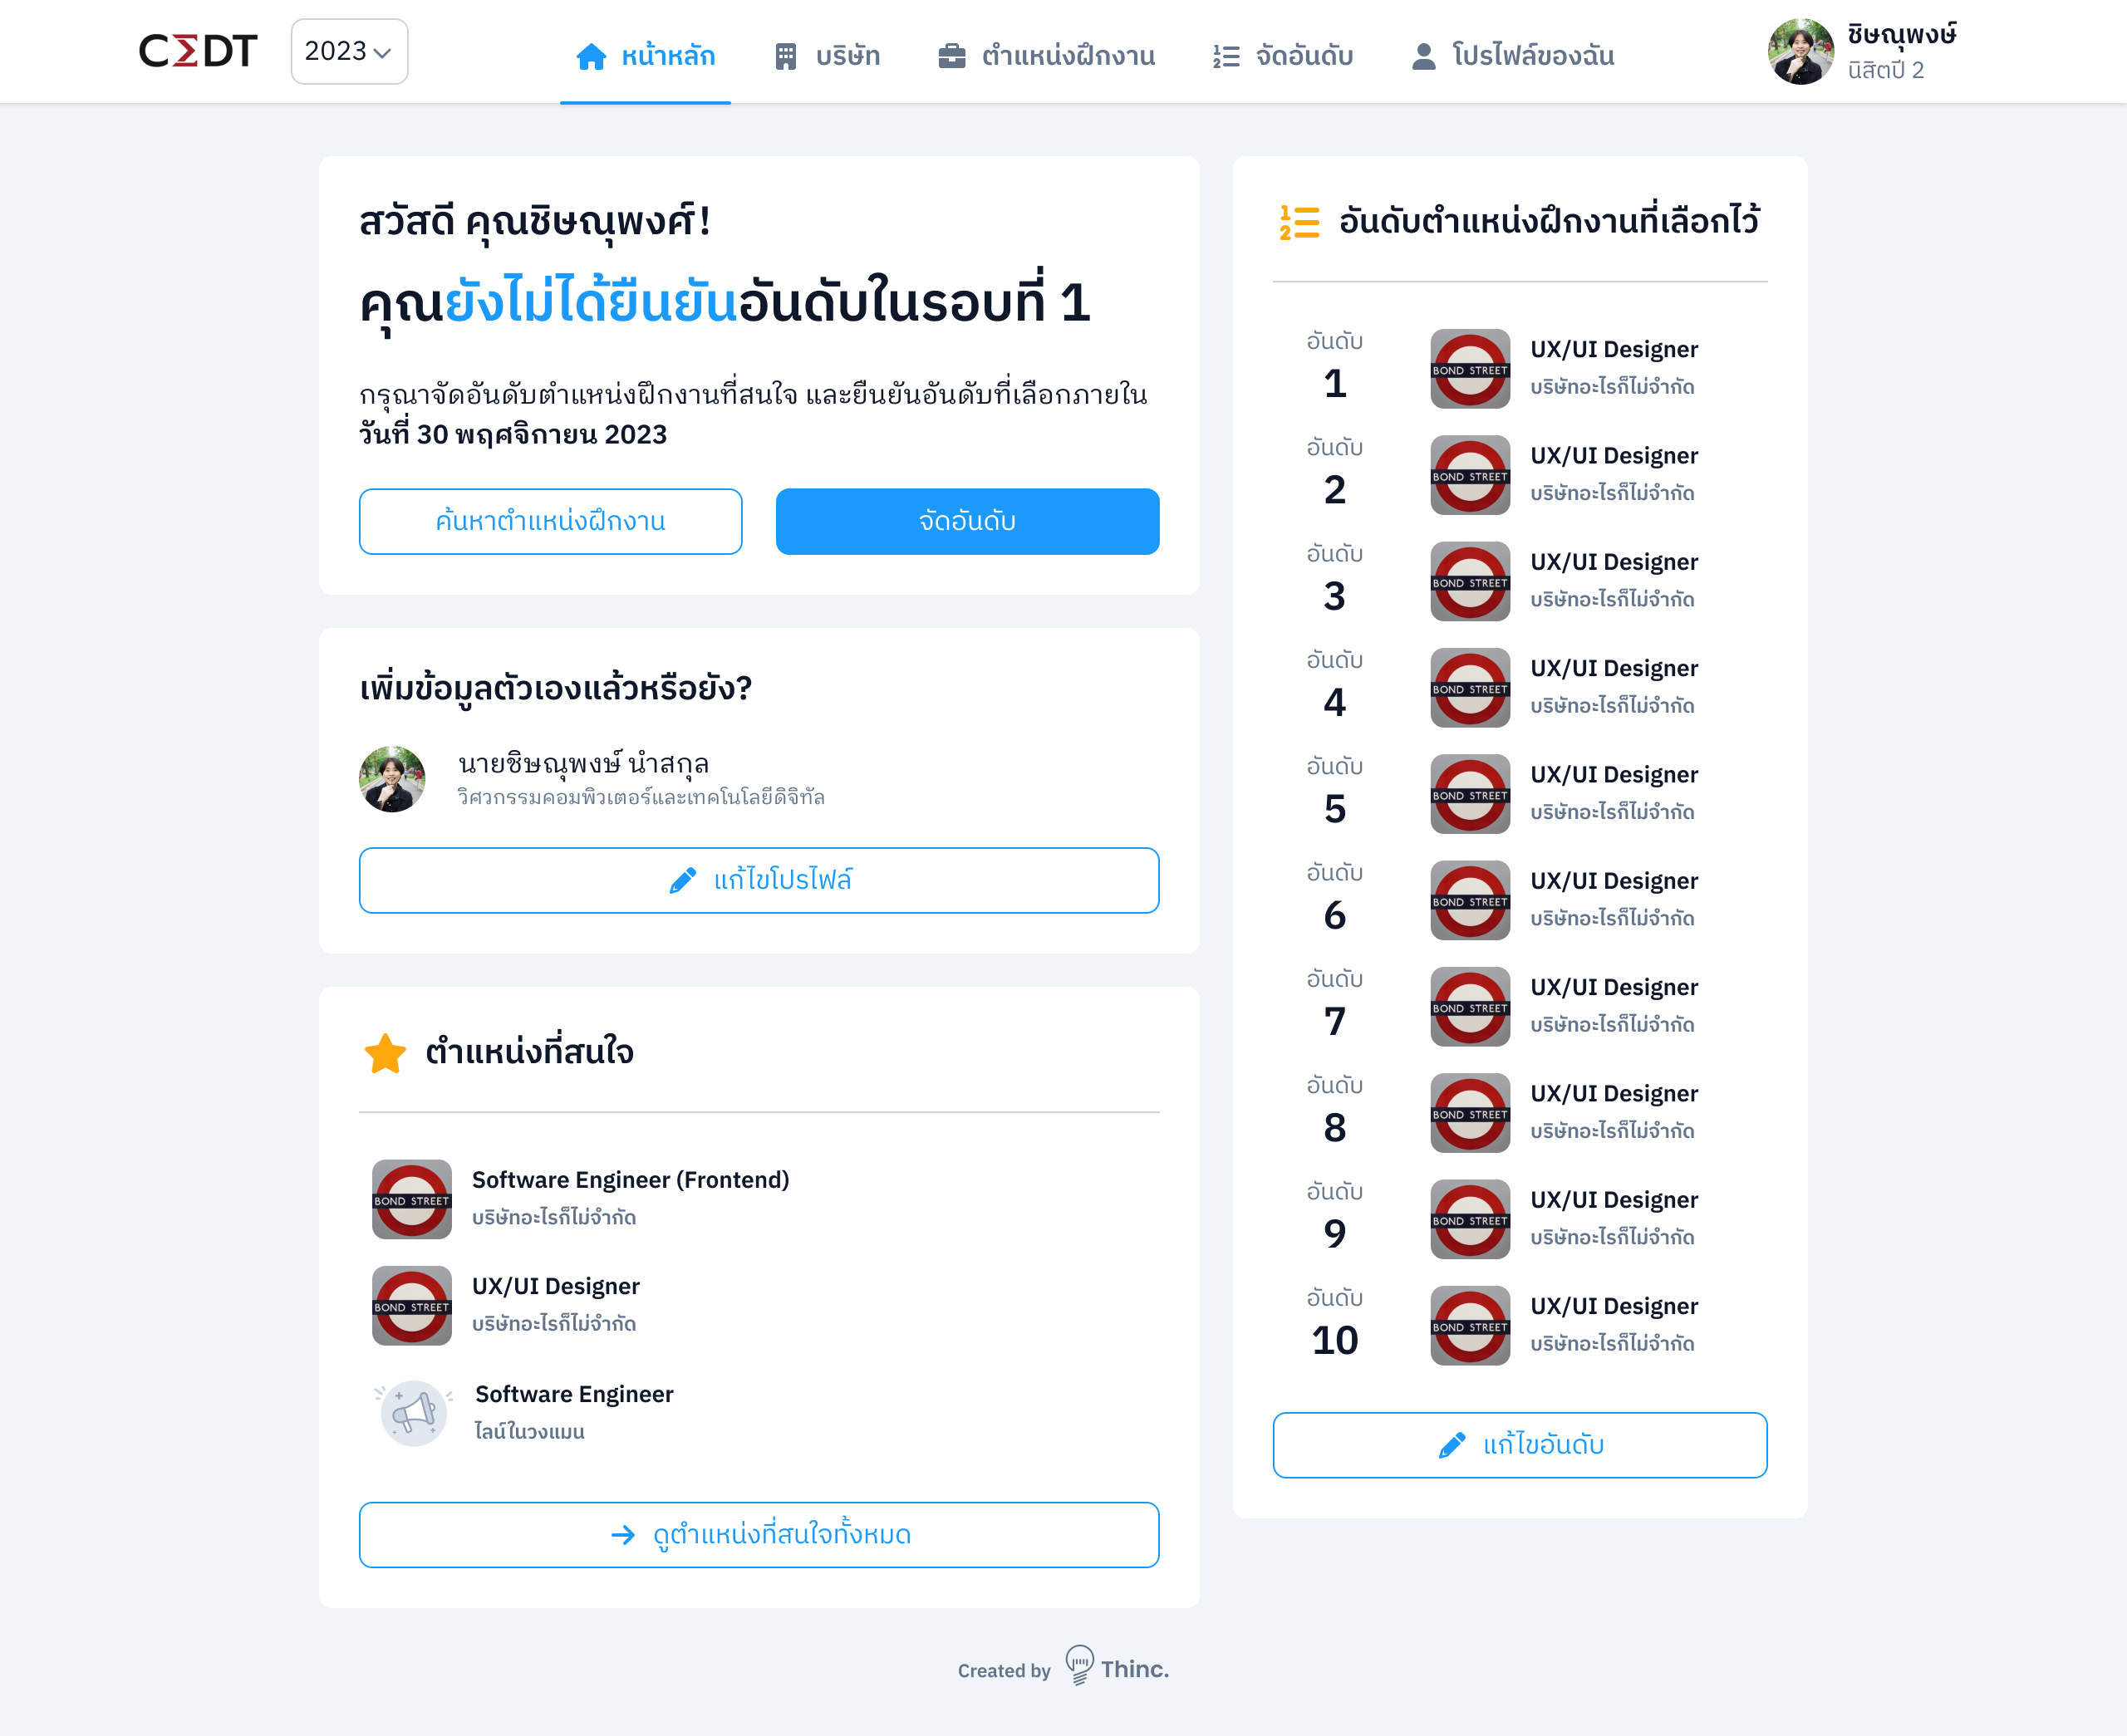 CΣDT
2023
หน้าหลัก
บริษัท
ตำแหน่งฝึกงาน
จัดอันดับ
โปรไฟล์ของฉัน
ชิษณุพงษ์
นิสิตปี 2
สวัสดี คุณชิษณุพงศ์!
คุณยังไม่ได้ยืนยันอันดับในรอบที่ 1
กรุณาจัดอันดับตำแหน่งฝึกงานที่สนใจ และยืนยันอันดับที่เลือกภายใน
วันที่ 30 พฤศจิกายน 2023
ค้นหาตำแหน่งฝึกงาน
จัดอันดับ
เพิ่มข้อมูลตัวเองแล้วหรือยัง?
นายชิษณุพงษ์ นำสกุล
วิศวกรรมคอมพิวเตอร์และเทคโนโลยีดิจิทัล
แก้ไขโปรไฟล์
ตำแหน่งที่สนใจ
BOND STREET
Software Engineer (Frontend)
บริษัทอะไรก็ไม่จำกัด
BOND STREET
UX/UI Designer
บริษัทอะไรก็ไม่จำกัด
Software Engineer
ไลน์ในวงแมน
ดูตำแหน่งที่สนใจทั้งหมด
อันดับตำแหน่งฝึกงานที่เลือกไว้
อันดับ
1
BOND STREET
UX/UI Designer
บริษัทอะไรก็ไม่จำกัด
อันดับ
2
BOND STREET
UX/UI Designer
บริษัทอะไรก็ไม่จำกัด
อันดับ
3
BOND STREET
UX/UI Designer
บริษัทอะไรก็ไม่จำกัด
อันดับ
4
BOND STREET
UX/UI Designer
บริษัทอะไรก็ไม่จำกัด
อันดับ
5
BOND STREET
UX/UI Designer
บริษัทอะไรก็ไม่จำกัด
อันดับ
6
BOND STREET
UX/UI Designer
บริษัทอะไรก็ไม่จำกัด
อันดับ
7
BOND STREET
UX/UI Designer
บริษัทอะไรก็ไม่จำกัด
อันดับ
8
BOND STREET
UX/UI Designer
บริษัทอะไรก็ไม่จำกัด
อันดับ
9
BOND STREET
UX/UI Designer
บริษัทอะไรก็ไม่จำกัด
อันดับ
10
BOND STREET
UX/UI Designer
บริษัทอะไรก็ไม่จำกัด
แก้ไขอันดับ
Created by Thinc.